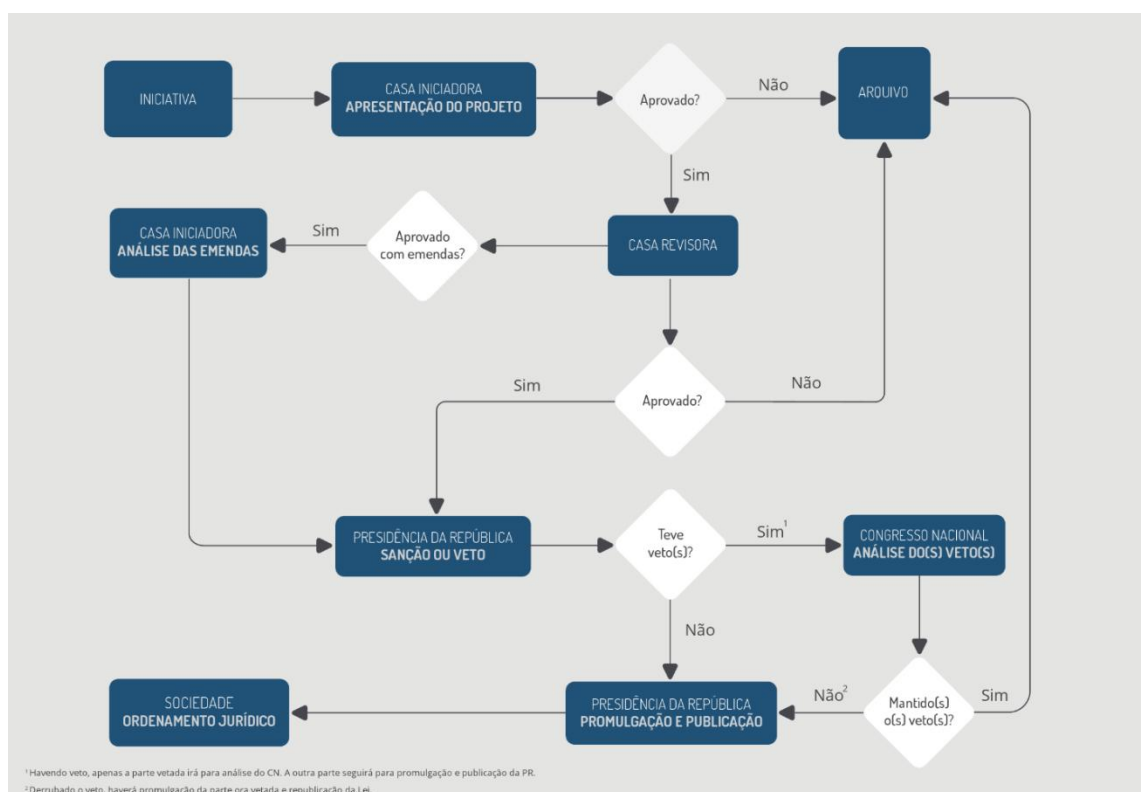 INICIATIVA
CASA INICIADORA
APRESENTAÇÃO DO PROJETO
Aprovado?
Não
ARQUIVO
Sim
CASA INICIADORA
ANÁLISE DAS EMENDAS
Sim
Aprovado
com emendas?
CASA REVISORA
Sim
Aprovado?
Não
PRESIDÊNCIA DA REPÚBLICA
SANÇÃO OU VETO
Teve
veto(s)?
Sim¹
CONGRESSO NACIONAL
ANÁLISE DO(S) VETO(S)
Não
SOCIEDADE
ORDENAMENTO JURÍDICO
PRESIDÊNCIA DA REPÚBLICA
PROMULGAÇÃO E PUBLICAÇÃO
Não²
Mantido(s)
o(s) veto(s)?
Sim
¹ Havendo veto, apenas a parte vetada irá para análise do CN. A outra parte seguirá para promulgação e publicação da PR.
² Derrubado o veto, haverá promulgação da parte ora vetada e republicação da Lei